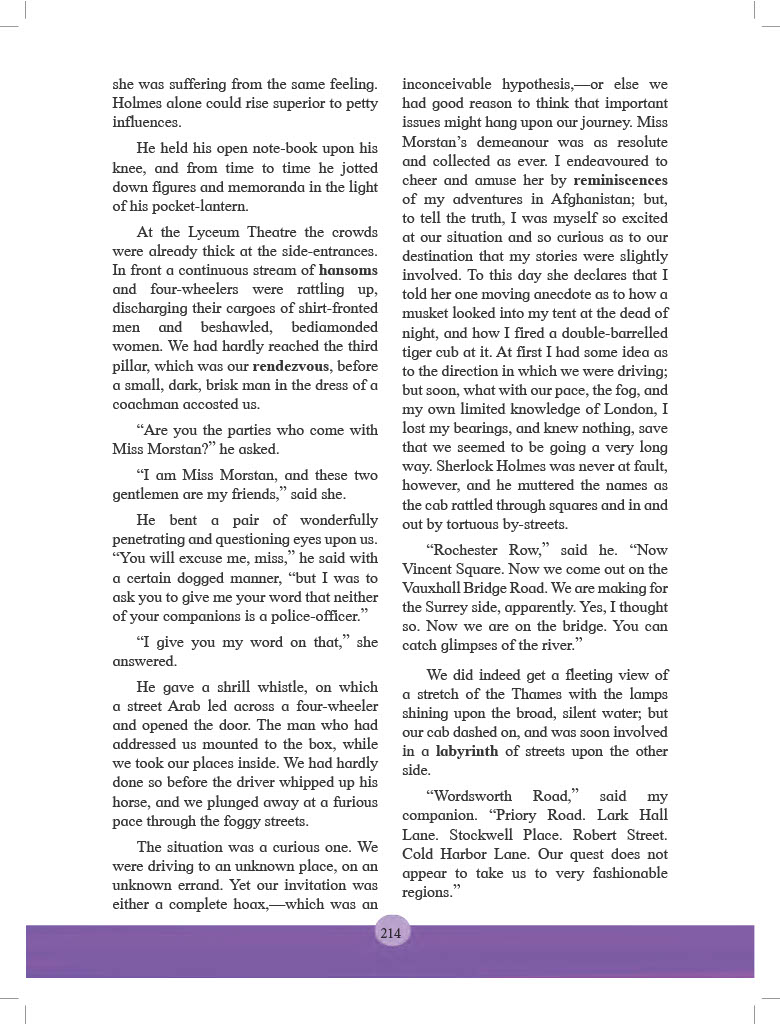 she was suffering from the same feeling.
Holmes alone could rise superior to petty
influences.
He held his open note-book upon his
knee, and from time to time he jotted
down figures and memoranda in the light
of his pocket-lantern.
At the Lyceum Theatre the crowds
were already thick at the side-entrances.
In front a continuous stream of hansoms
and four-wheelers were rattling up,
discharging their cargoes of shirt-fronted
men and beshawled, bediamonded
women. We had hardly reached the third
pillar, which was our rendezvous, before
a small, dark, brisk man in the dress of a
coachman accosted us.
“Are you the parties who come with
Miss Morstan?” he asked.
“I am Miss Morstan, and these two
gentlemen are my friends,” said she.
He bent a pair of wonderfully
penetrating and questioning eyes upon us.
“You will excuse me, miss,” he said with
a certain dogged manner, “but I was to
ask you to give me your word that neither
of your companions is a police-officer.”
“I give you my word on that,” she
answered.
He gave a shrill whistle, on which
a street Arab led across a four-wheeler
and opened the door. The man who had
addressed us mounted to the box, while
we took our places inside. We had hardly
done so before the driver whipped up his
horse, and we plunged away at a furious
pace through the foggy streets.
The situation was a curious one. We
were driving to an unknown place, on an
unknown errand. Yet our invitation was
either a complete hoax,—which was an
inconceivable hypothesis,—or else we
had good reason to think that important
issues might hang upon our journey. Miss
Morstan’s demeanour was as resolute
and collected as ever. I endeavoured to
cheer and amuse her by reminiscences
of my adventures in Afghanistan; but,
to tell the truth, I was myself so excited
at our situation and so curious as to our
destination that my stories were slightly
involved. To this day she declares that I
told her one moving anecdote as to how a
musket looked into my tent at the dead of
night, and how I fired a double-barrelled
tiger cub at it. At first I had some idea as
to the direction in which we were driving;
but soon, what with our pace, the fog, and
my own limited knowledge of London, I
lost my bearings, and knew nothing, save
that we seemed to be going a very long
way. Sherlock Holmes was never at fault,
however, and he muttered the names as
the cab rattled through squares and in and
out by tortuous by-streets.
“Rochester Row,” said he. “Now
Vincent Square. Now we come out on the
Vauxhall Bridge Road. We are making for
the Surrey side, apparently. Yes, I thought
so. Now we are on the bridge. You can
catch glimpses of the river.”
We did indeed get a fleeting view of
a stretch of the Thames with the lamps
shining upon the broad, silent water; but
our cab dashed on, and was soon involved
in a labyrinth of streets upon the other
side.
“Wordsworth Road,” said my
companion. “Priory Road. Lark Hall
Lane. Stockwell Place. Robert Street.
Cold Harbor Lane. Our quest does not
appear to take us to very fashionable
regions.”
214